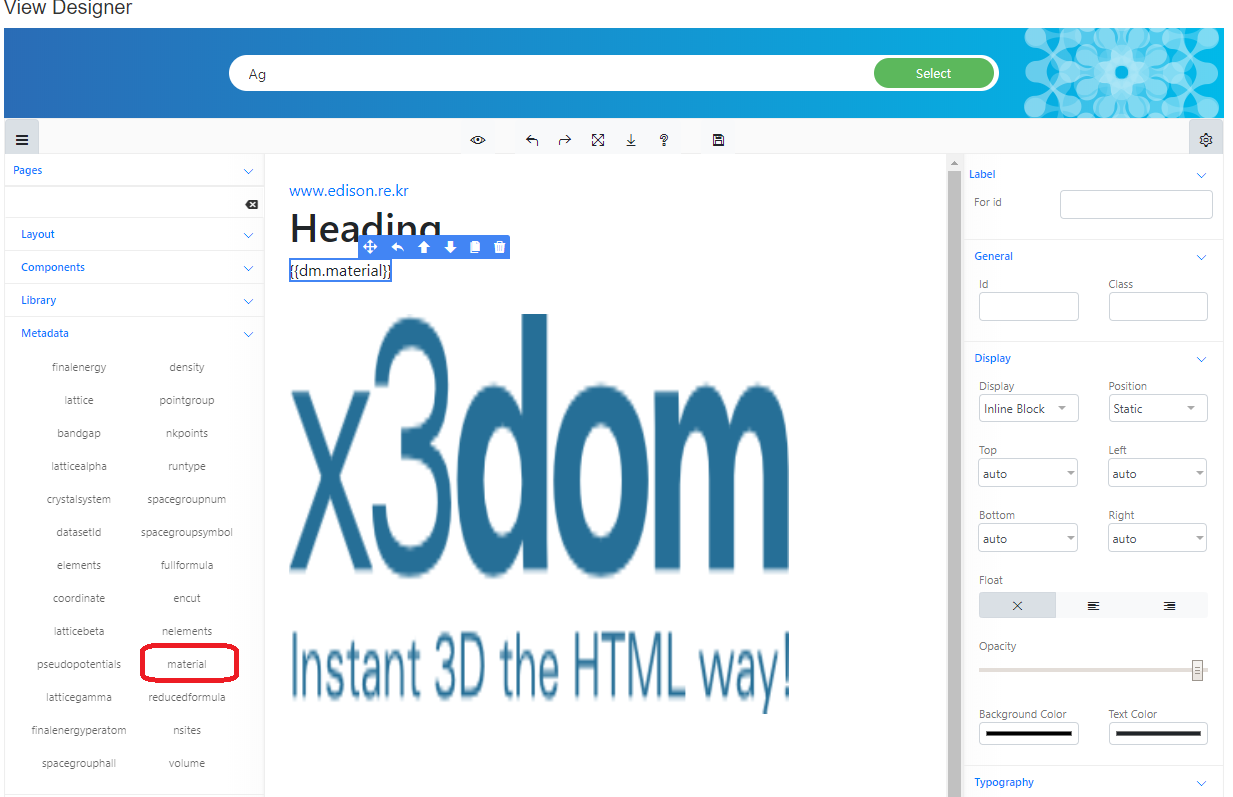 View Designer
Ag
Select
Pages
Layout
Components
Library
Metadata
finalenergy density
lattice pointgroup
bandgap nkpoints
latticealpha runtype
crystalsystem spacegroupnum
datasetId spacegroupsymbol
elements fullformula
coordinate encut
latticebeta nelements
pseudopotentials material
latticegamma reducedformula
finalenergyperatom nsites
spacegrouphall volume
www.edison.re.kr
Heading
{{dm.material}}
x3dom
Instant 3D the HTML way!
Label
For id
General
Id Class
Display
Display Position
Inline Block Static
Top Left
auto auto
Bottom Right
auto auto
Float
Opacity
Background Color Text Color
Typography